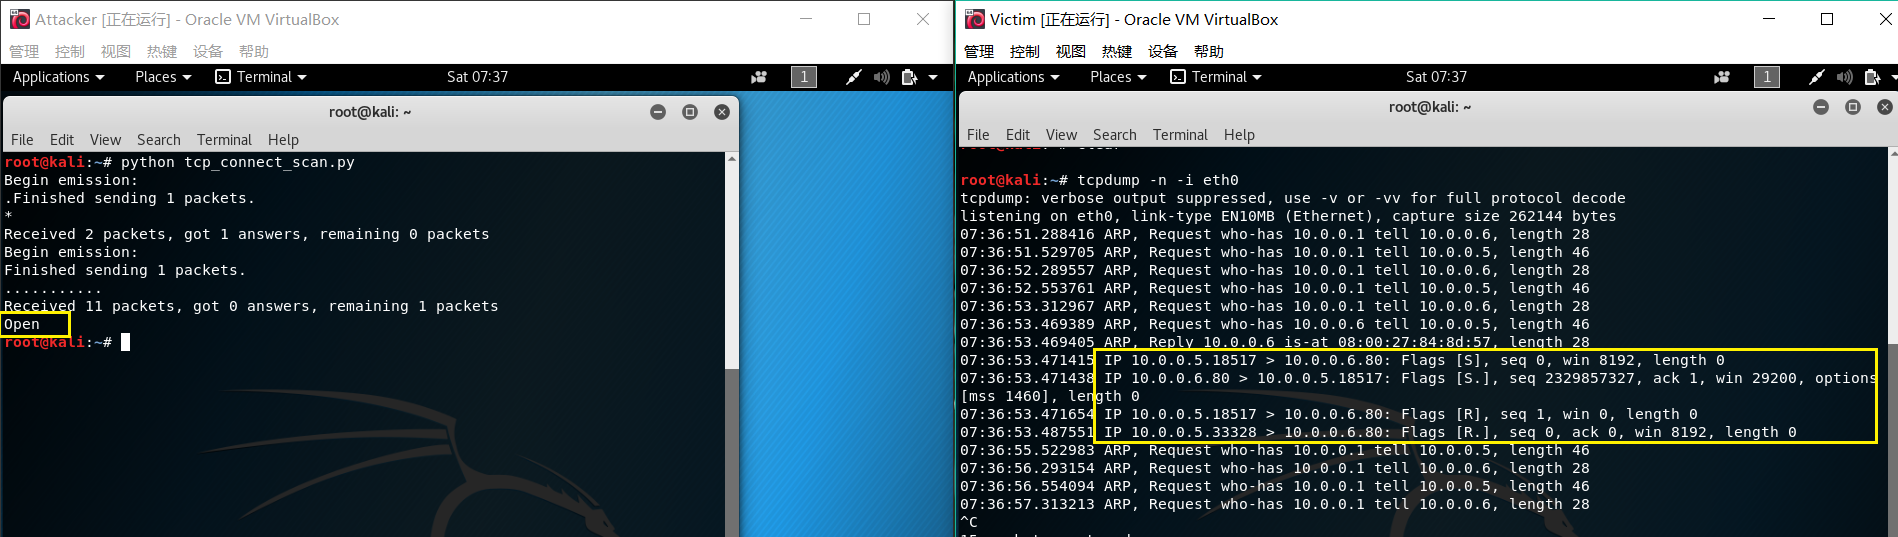 Attacker [正在运行] - Oracle VM VirtualBox
管理 控制 视图 热键 设备 帮助
Applications Places Terminal Sat 07:37 1
root@kali: ~
File Edit View Search Terminal Help
root@kali:~# python tcp_connect_scan.py
Begin emission:
.Finished sending 1 packets.
*
Received 2 packets, got 1 answers, remaining 0 packets
Begin emission:
Finished sending 1 packets.
...........
Received 11 packets, got 0 answers, remaining 1 packets
Open
root@kali:~#
Victim [正在运行] - Oracle VM VirtualBox
管理 控制 视图 热键 设备 帮助
Applications Places Terminal Sat 07:37 1
root@kali: ~
File Edit View Search Terminal Help
root@kali:~# tcpdump -n -i eth0
tcpdump: verbose output suppressed, use -v or -vv for full protocol decode
listening on eth0, link-type EN10MB (Ethernet), capture size 262144 bytes
07:36:51.288416 ARP, Request who-has 10.0.0.1 tell 10.0.0.6, length 28
07:36:51.529705 ARP, Request who-has 10.0.0.1 tell 10.0.0.5, length 46
07:36:52.289557 ARP, Request who-has 10.0.0.1 tell 10.0.0.6, length 28
07:36:52.553761 ARP, Request who-has 10.0.0.1 tell 10.0.0.5, length 46
07:36:53.312967 ARP, Request who-has 10.0.0.1 tell 10.0.0.6, length 28
07:36:53.469389 ARP, Request who-has 10.0.0.6 tell 10.0.0.5, length 46
07:36:53.469405 ARP, Reply 10.0.0.6 is-at 08:00:27:84:8d:57, length 28
07:36:53.471415 IP 10.0.0.5.18517 > 10.0.0.6.80: Flags [S], seq 0, win 8192, length 0
07:36:53.471438 IP 10.0.0.6.80 > 10.0.0.5.18517: Flags [S.], seq 2329857327, ack 1, win 29200, options
[mss 1460], length 0
07:36:53.471654 IP 10.0.0.5.18517 > 10.0.0.6.80: Flags [R], seq 1, win 0, length 0
07:36:53.487551 IP 10.0.0.5.33328 > 10.0.0.6.80: Flags [R.], seq 0, ack 0, win 8192, length 0
07:36:55.522983 ARP, Request who-has 10.0.0.1 tell 10.0.0.5, length 46
07:36:56.293154 ARP, Request who-has 10.0.0.1 tell 10.0.0.6, length 28
07:36:56.554094 ARP, Request who-has 10.0.0.1 tell 10.0.0.5, length 46
07:36:57.313213 ARP, Request who-has 10.0.0.1 tell 10.0.0.6, length 28
^C